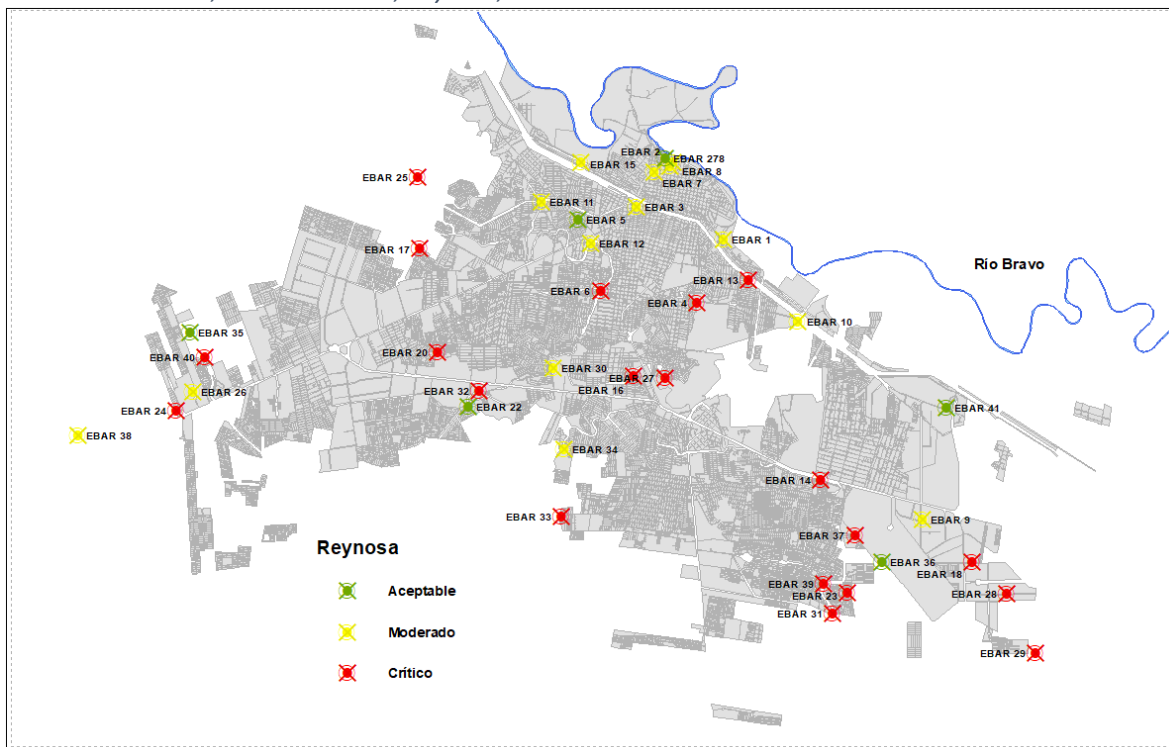 EBAR 2
EBAR 278
EBAR 15
EBAR 8
EBAR 7
EBAR 25
EBAR 11
EBAR 3
EBAR 5
EBAR 12
EBAR 1
EBAR 17
Río Bravo
EBAR 13
EBAR 6
EBAR 4
EBAR 10
EBAR 35
EBAR 20
EBAR 40
EBAR 30
EBAR 27
EBAR 16
EBAR 32
EBAR 26
EBAR 22
EBAR 24
EBAR 41
EBAR 38
EBAR 34
EBAR 14
EBAR 33
EBAR 9
EBAR 37
Reynosa
EBAR 36
EBAR 18
EBAR 39
Aceptable
EBAR 23
EBAR 28
EBAR 31
Moderado
EBAR 29
Crítico